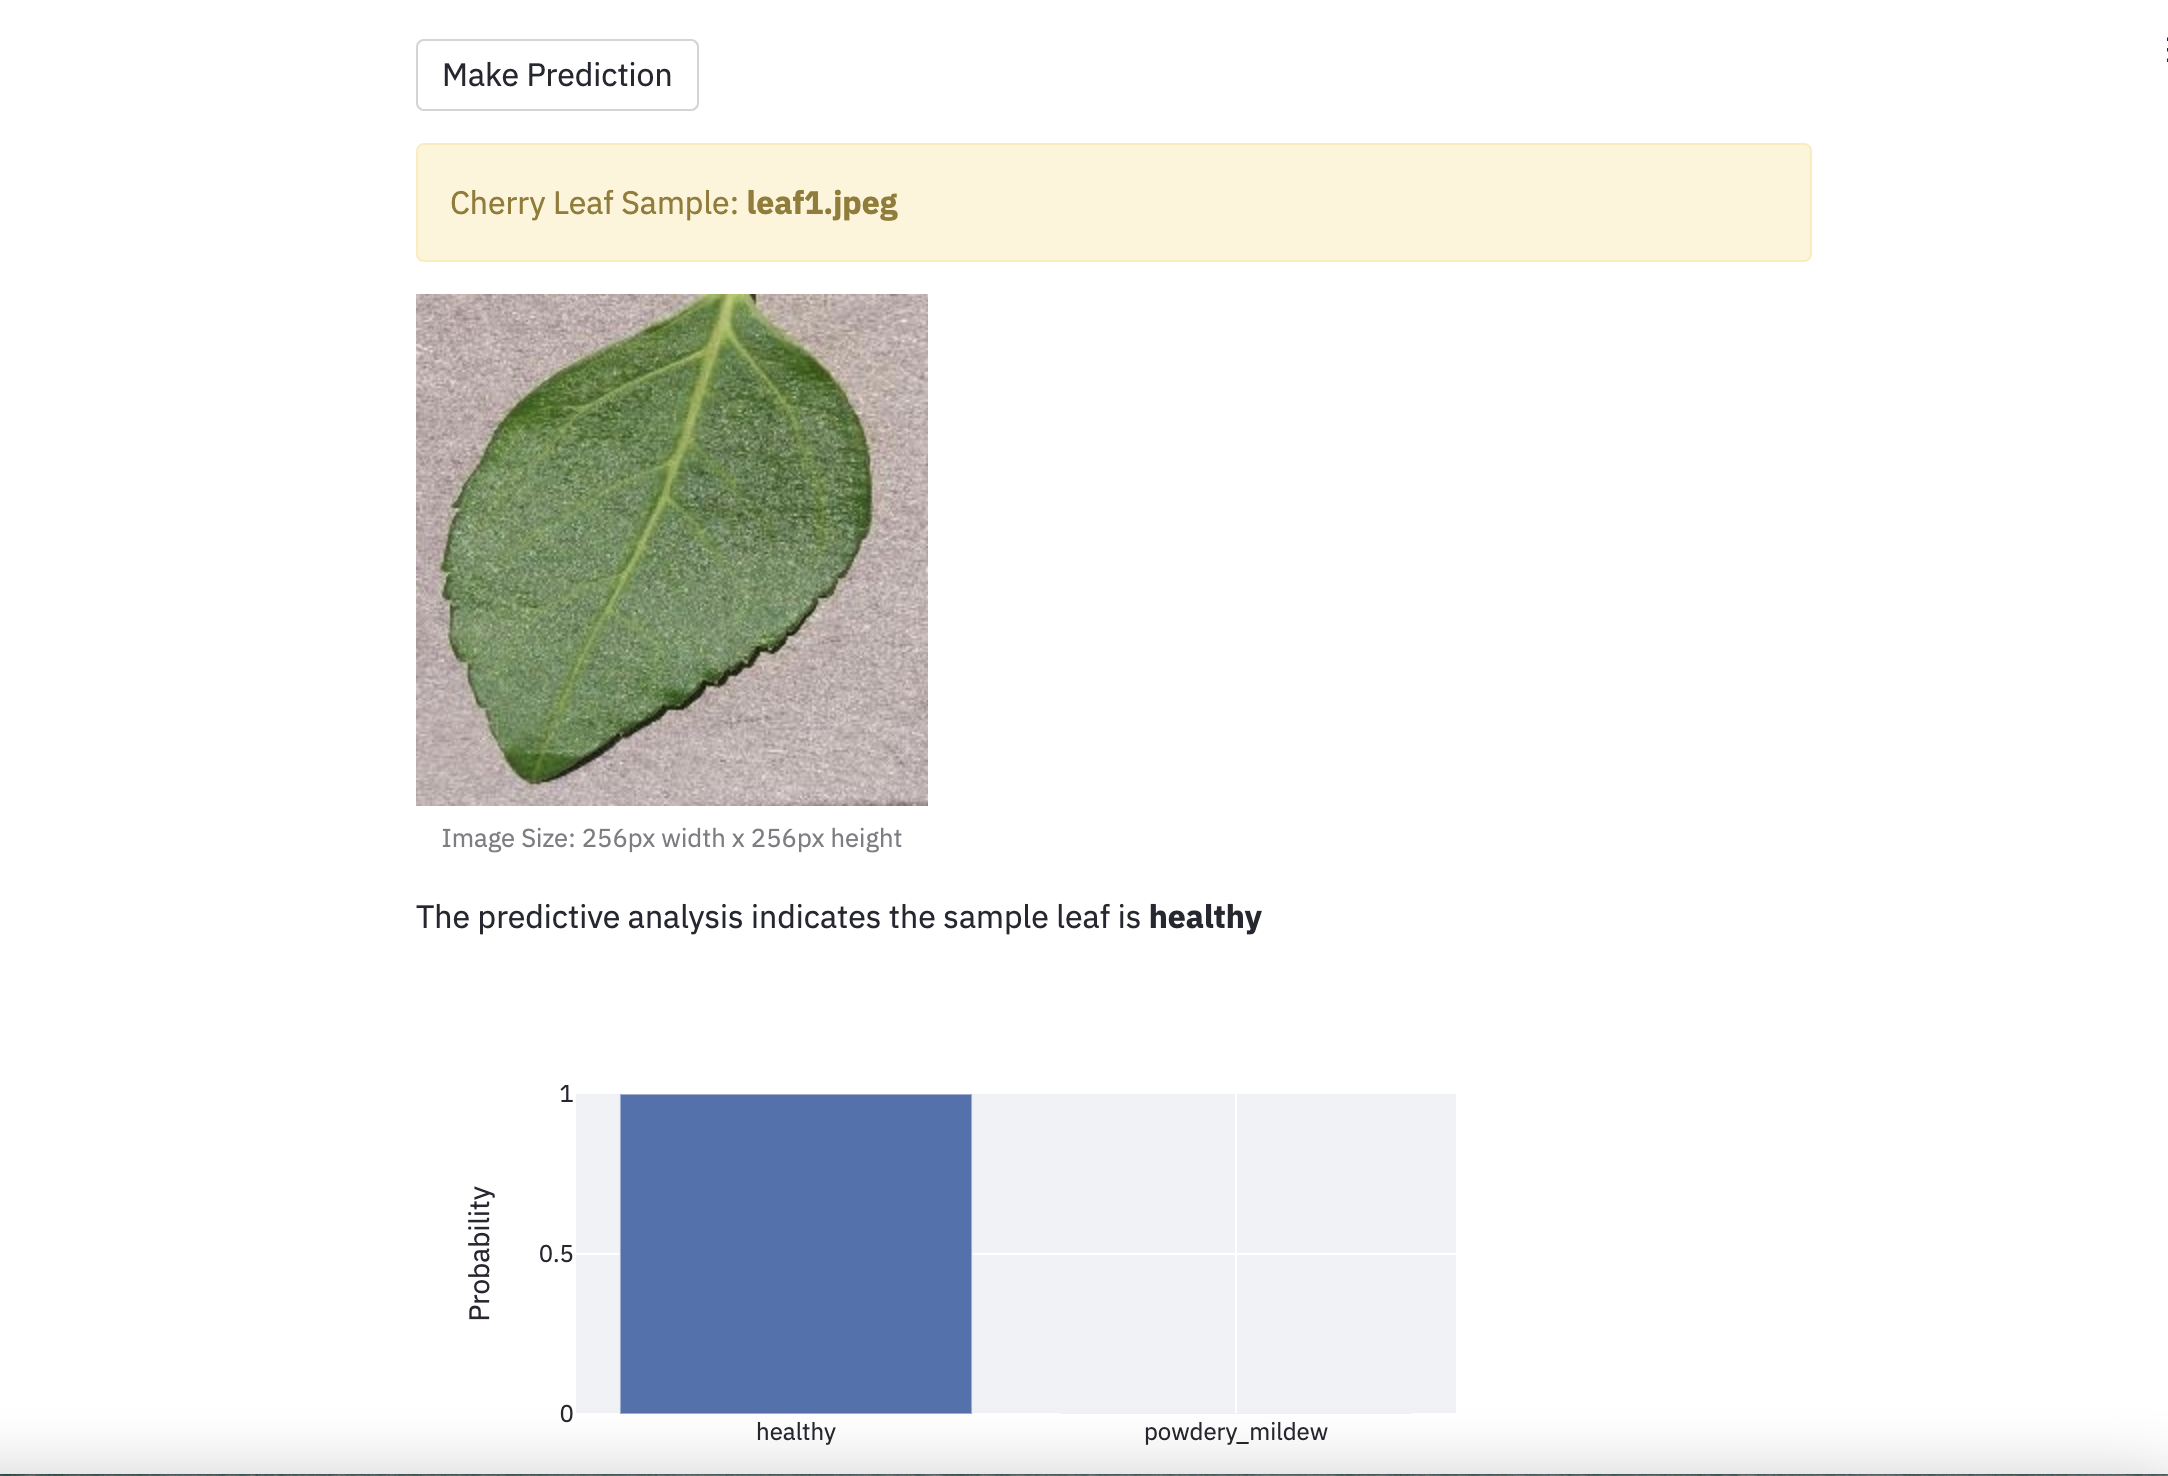 Make Prediction
Cherry Leaf Sample: leaf1.jpeg
Image Size: 256px width x 256px height
The predictive analysis indicates the sample leaf is healthy
1
0.5
0
Probability
healthy
powdery_mildew